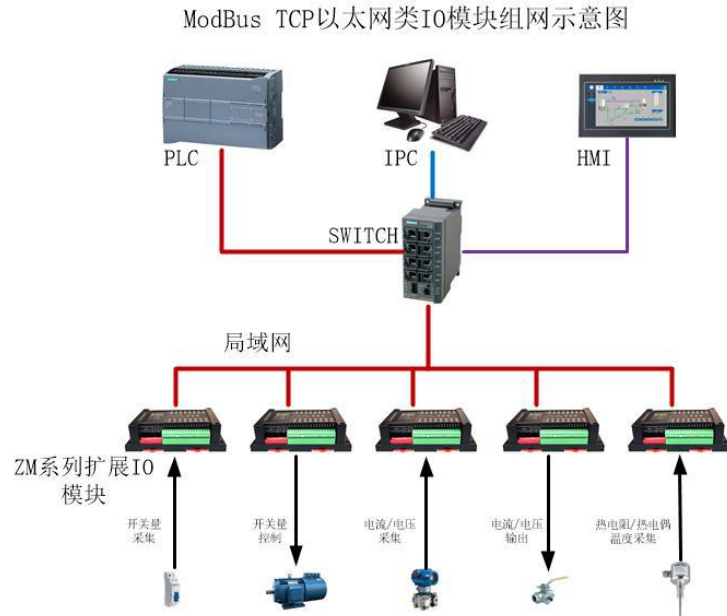 ModBus TCP以太网类IO模块组网示意图
PLC
IPC
HMI
SWITCH
局域网
ZM系列扩展IO
模块
开关量
采集
开关量
控制
电流/电压
采集
电流/电压
输出
热电阻/热电偶
温度采集